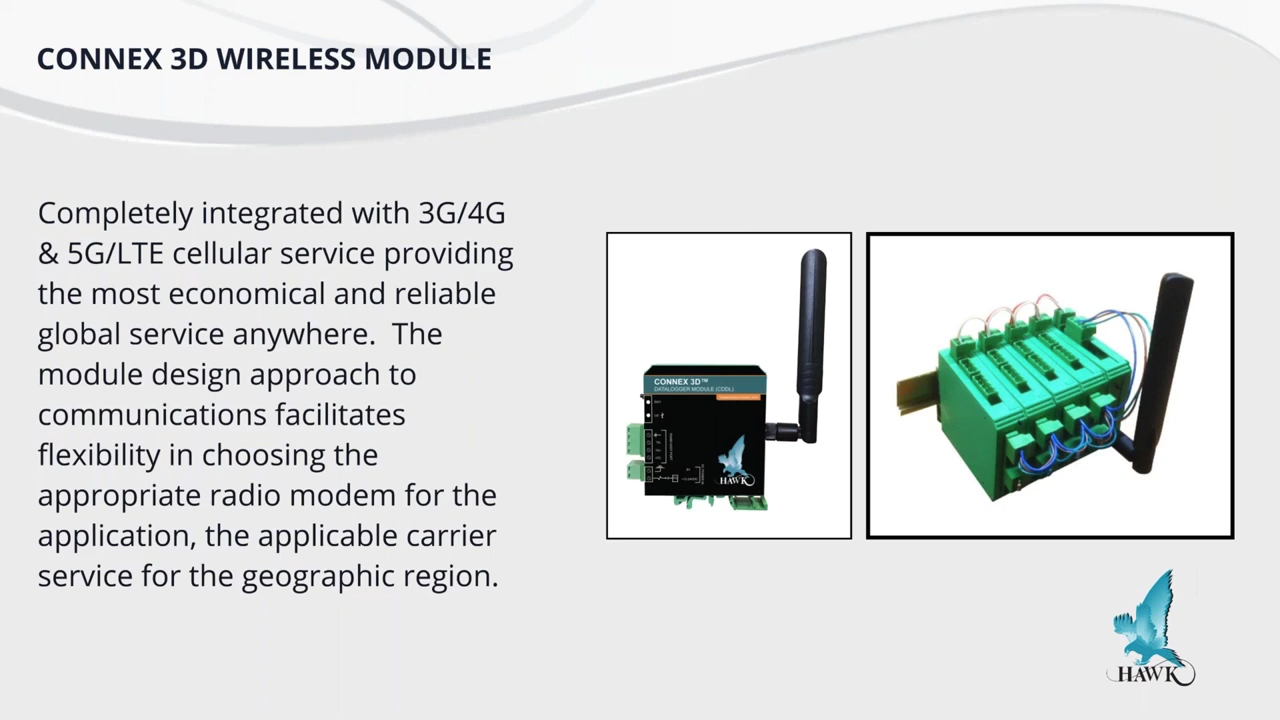 CONNEX 3D WIRELESS MODULE
Completely integrated with 3G/4G
& 5G/LTE cellular service providing
the most economical and reliable
global service anywhere.  The
module design approach to
communications facilitates
flexibility in choosing the
appropriate radio modem for the
application, the applicable carrier
service for the geographic region.
CONNEX 3D™
DATALOGGER MODULE (CDDL)
HAWK
HAWK